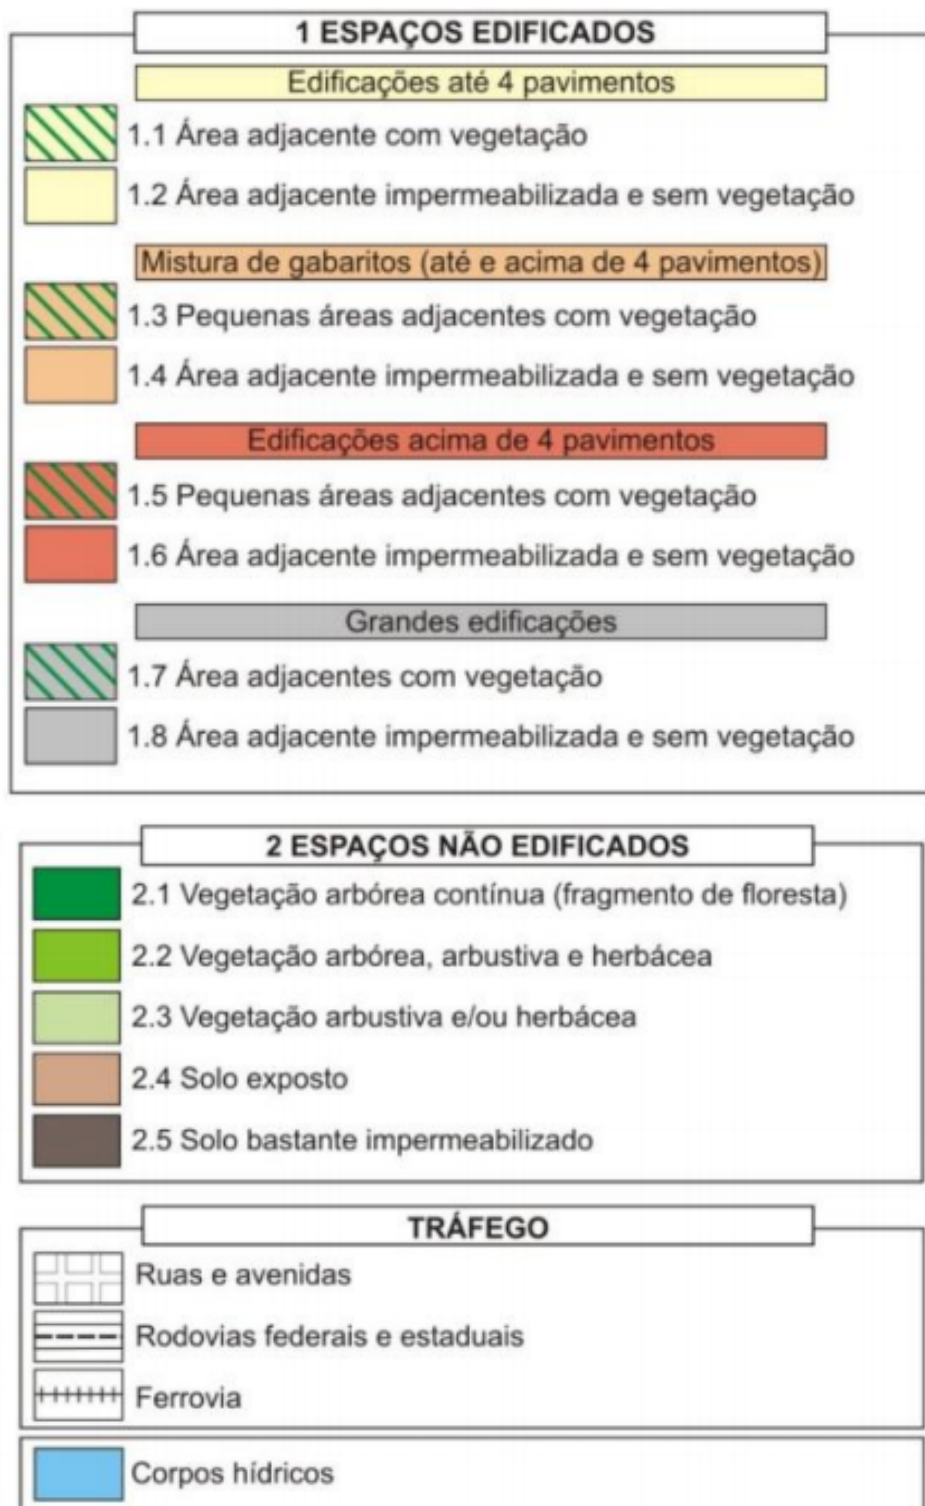 1 ESPAÇOS EDIFICADOS
Edificações até 4 pavimentos
1.1 Área adjacente com vegetação
1.2 Área adjacente impermeabilizada e sem vegetação
Mistura de gabaritos (até e acima de 4 pavimentos)
1.3 Pequenas áreas adjacentes com vegetação
1.4 Área adjacente impermeabilizada e sem vegetação
Edificações acima de 4 pavimentos
1.5 Pequenas áreas adjacentes com vegetação
1.6 Área adjacente impermeabilizada e sem vegetação
Grandes edificações
1.7 Área adjacentes com vegetação
1.8 Área adjacente impermeabilizada e sem vegetação
2 ESPAÇOS NÃO EDIFICADOS
2.1 Vegetação arbórea contínua (fragmento de floresta)
2.2 Vegetação arbórea, arbustiva e herbácea
2.3 Vegetação arbustiva e/ou herbácea
2.4 Solo exposto
2.5 Solo bastante impermeabilizado
TRÁFEGO
Ruas e avenidas
Rodovias federais e estaduais
Ferrovia
Corpos hídricos